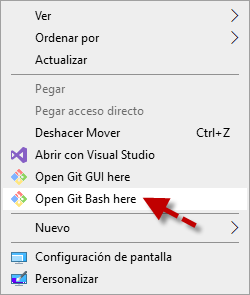 Ver
Ordenar por
Actualizar
Pegar
Pegar acceso directo
Deshacer Mover Ctrl+Z
Abrir con Visual Studio
Open Git GUI here
Open Git Bash here
Nuevo
Configuración de pantalla
Personalizar